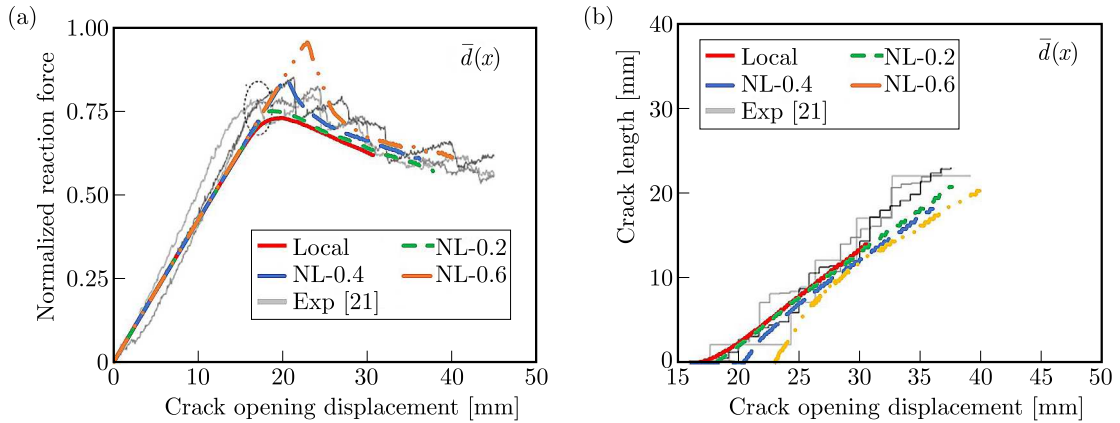 (a)
Normalized reaction force
1.00
0.75
0.50
0.25
0
d̄(x)
Local
NL-0.2
NL-0.4
NL-0.6
Exp [21]
0 10 20 30 40 50
Crack opening displacement [mm]
(b)
Crack length [mm]
40
30
20
10
0
Local
NL-0.2
NL-0.4
NL-0.6
Exp [21]
d̄(x)
15 20 25 30 35 40 45 50
Crack opening displacement [mm]